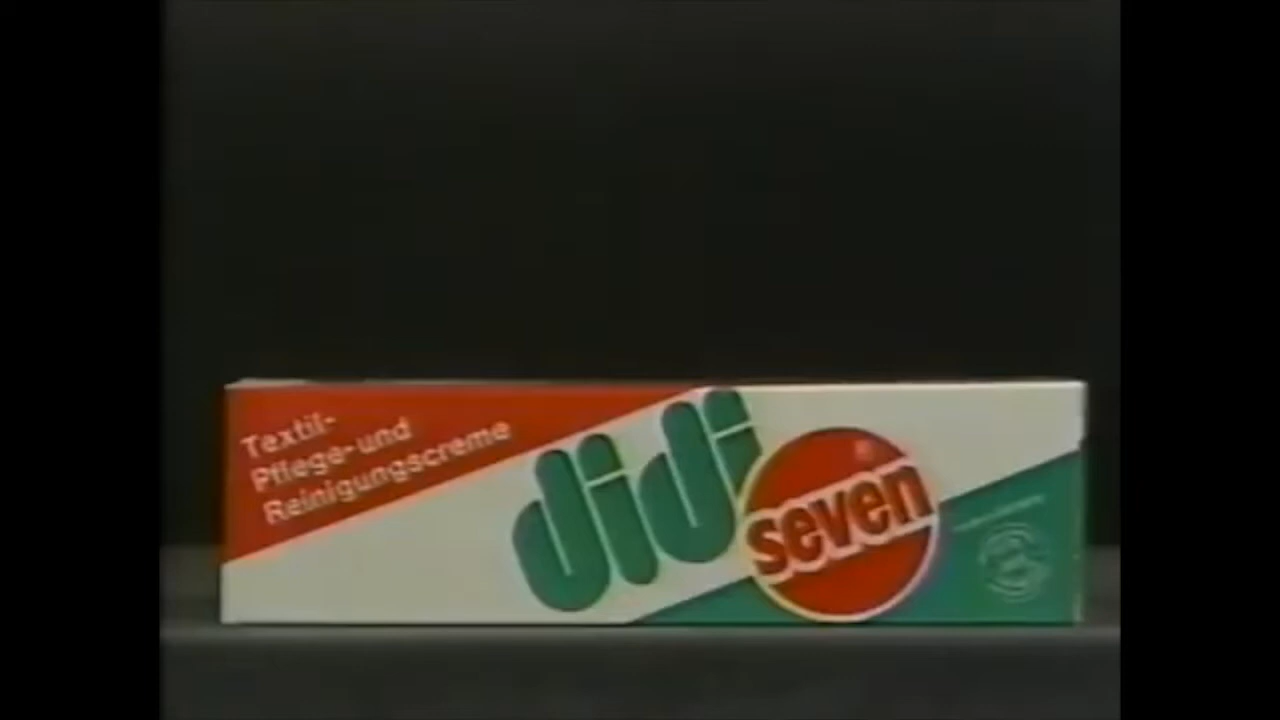 Textil-
Pflege-und
Reinigungscreme
didi
seven